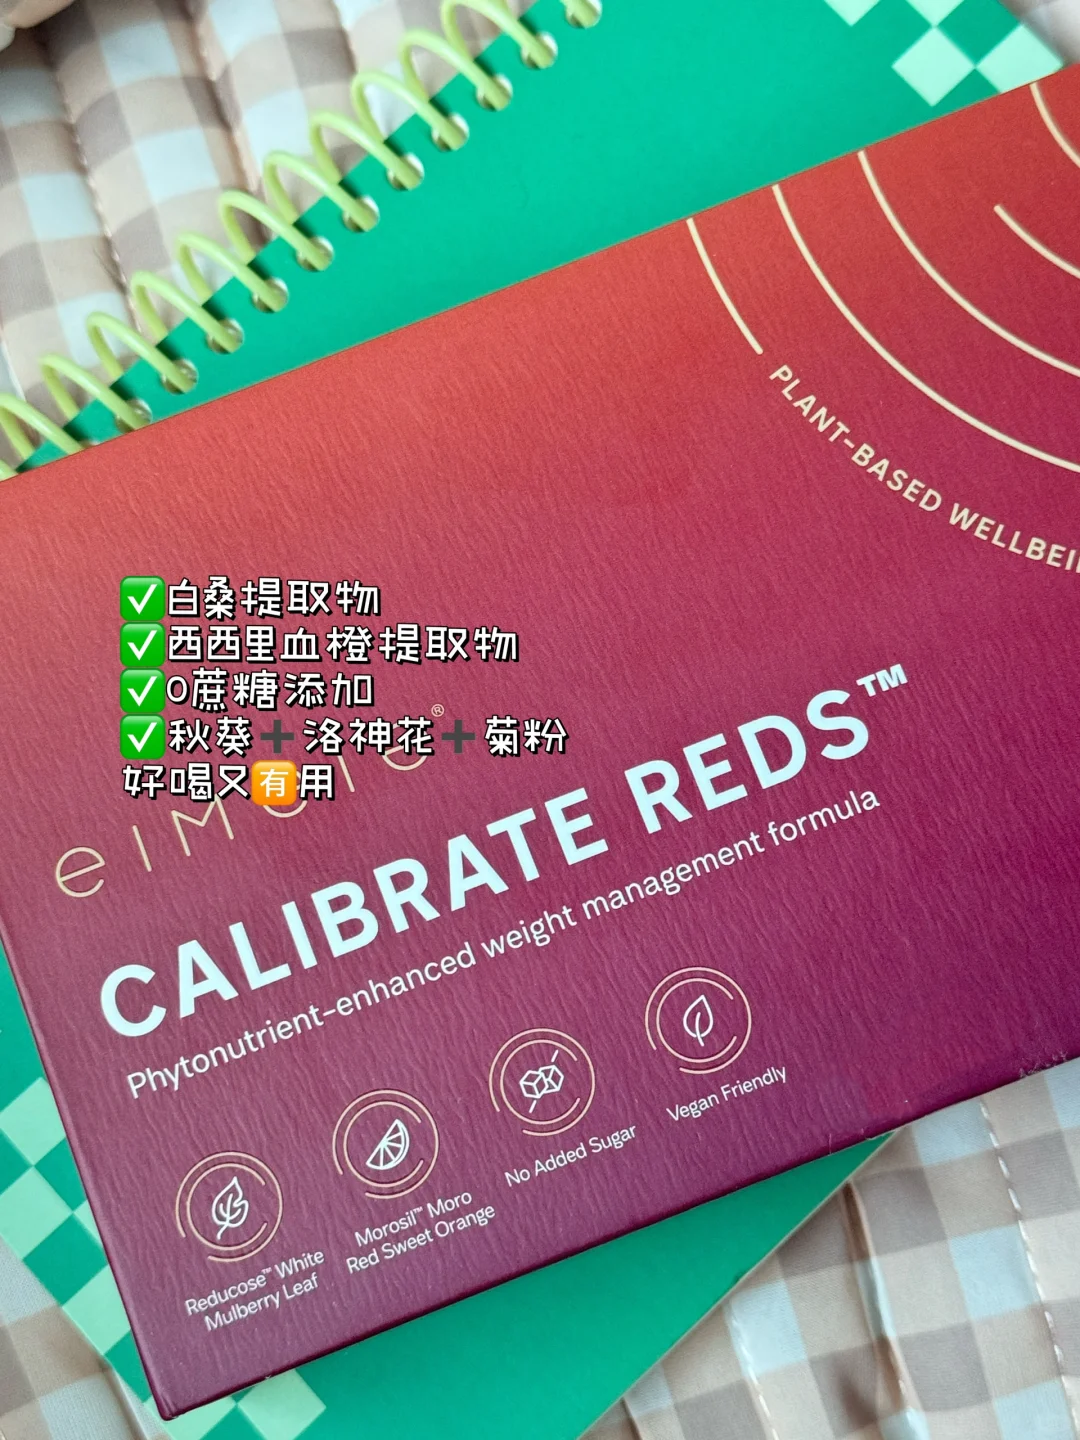 PLANT-BASED
✅白桑提取物
✅西西里血橙提取物
✅0蔗糖添加
✅秋葵➕洛神花➕菊粉
好喝又🈶用
CALIBRATE REDS™
Phytonutrient-enhanced weight management formula
Reducose™ White
Mulberry Leaf
Morosil™ Moro
Red Sweet Orange
No Added Sugar
Vegan Friendly